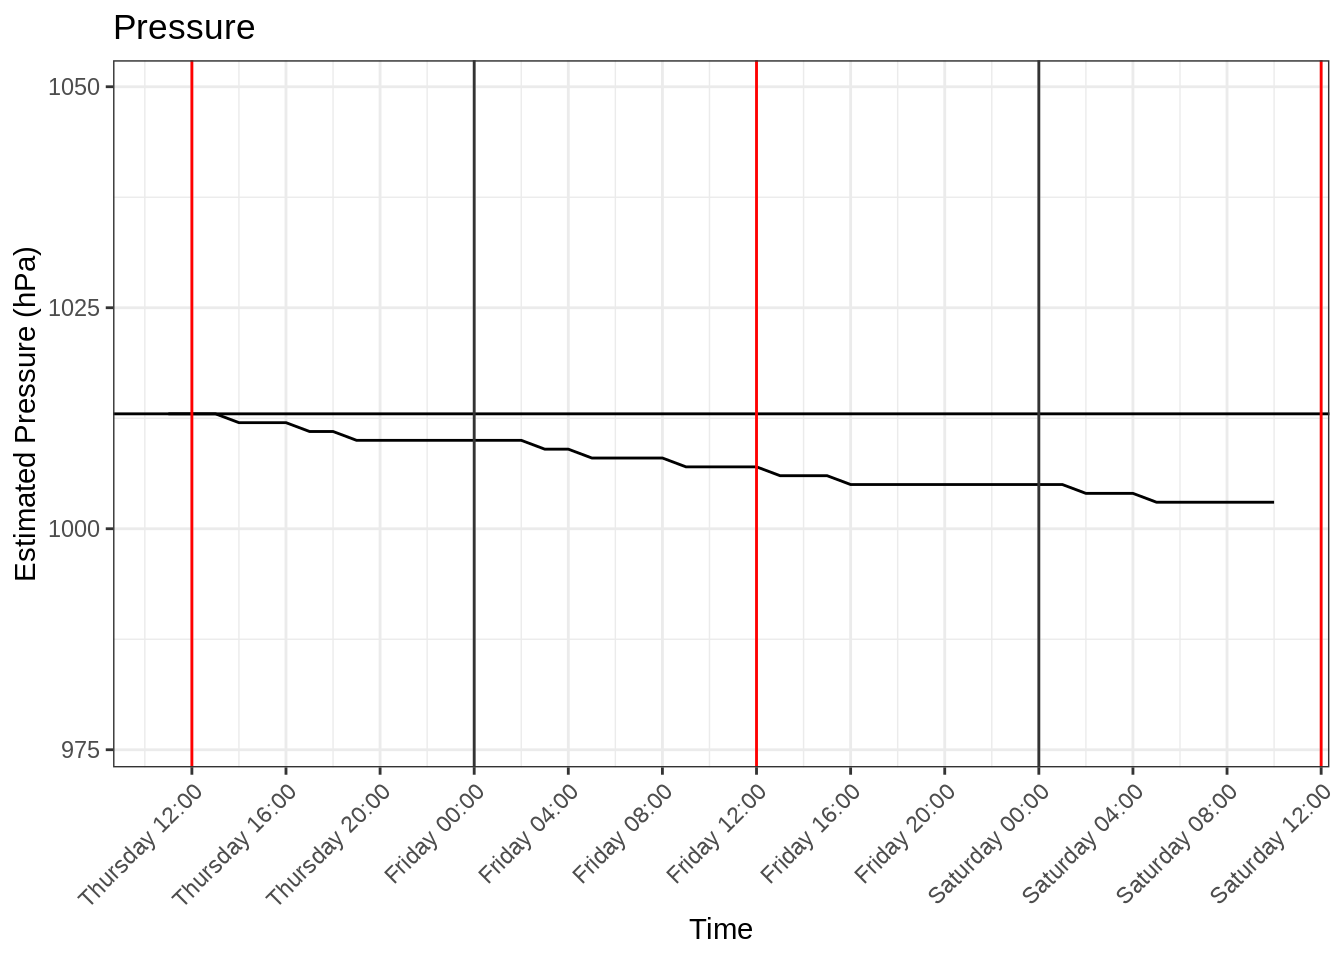 Pressure
Estimated Pressure (hPa)
1050
1025
1000
975
Thursday 12:00
Thursday 16:00
Thursday 20:00
Friday 00:00
Friday 04:00
Friday 08:00
Friday 12:00
Friday 16:00
Friday 20:00
Saturday 00:00
Saturday 04:00
Saturday 08:00
Saturday 12:00
Time